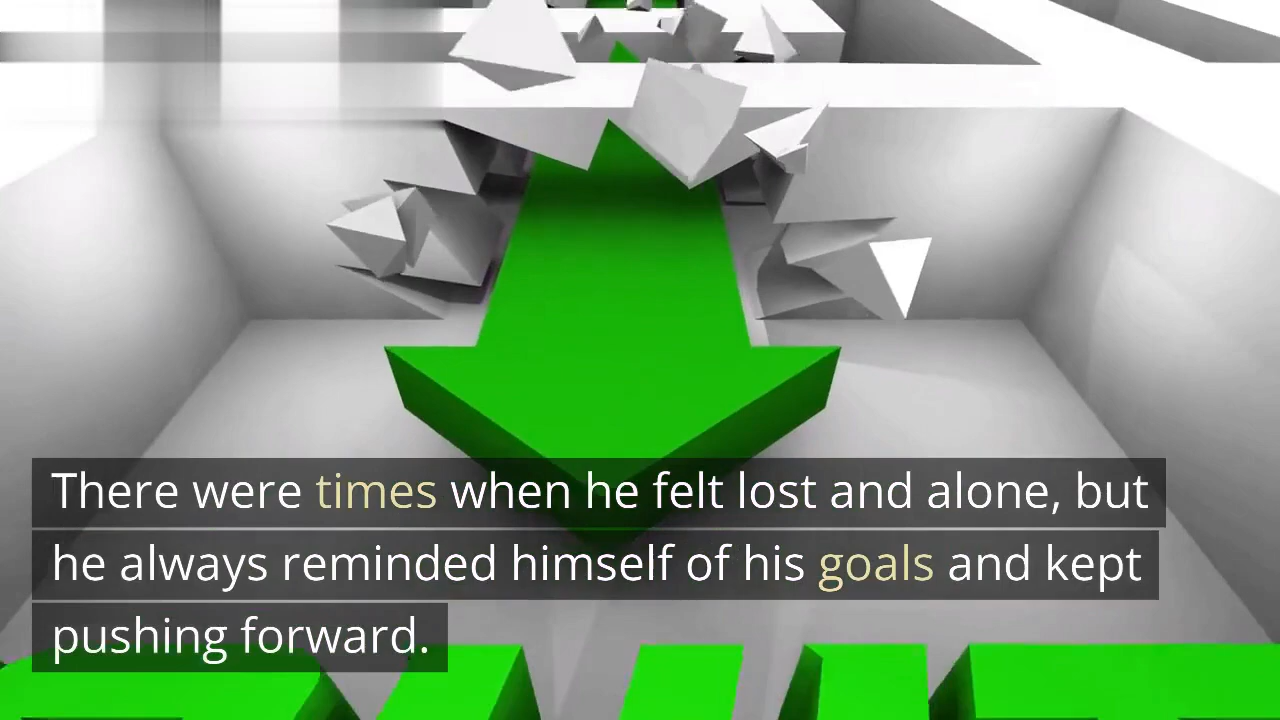 There were times when he felt lost and alone, but
he always reminded himself of his goals and kept
pushing forward.